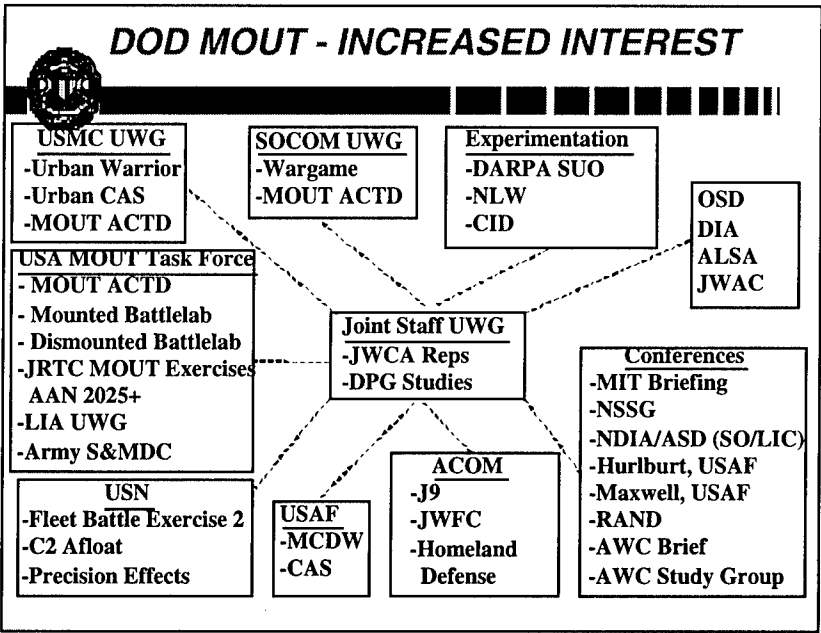 DOD MOUT - INCREASED INTEREST
USMC UWG
-Urban Warrior
-Urban CAS
-MOUT ACTD
SOCOM UWG
-Wargame
-MOUT ACTD
Experimentation
-DARPA SUO
-NLW
-CID
OSD
DIA
ALSA
JWAC
USA MOUT Task Force
- MOUT ACTD
- Mounted Battlelab
- Dismounted Battlelab
-JRTC MOUT Exercises
AAN 2025+
-LIA UWG
-Army S&MDC
Joint Staff UWG
-JWCA Reps
-DPG Studies
Conferences
-MIT Briefing
-NSSG
-NDIA/ASD (SO/LIC)
-Hurlburt, USAF
-Maxwell, USAF
-RAND
-AWC Brief
-AWC Study Group
USN
-Fleet Battle Exercise 2
-C2 Afloat
-Precision Effects
USAF
-MCDW
-CAS
ACOM
-J9
-JWFC
-Homeland
Defense